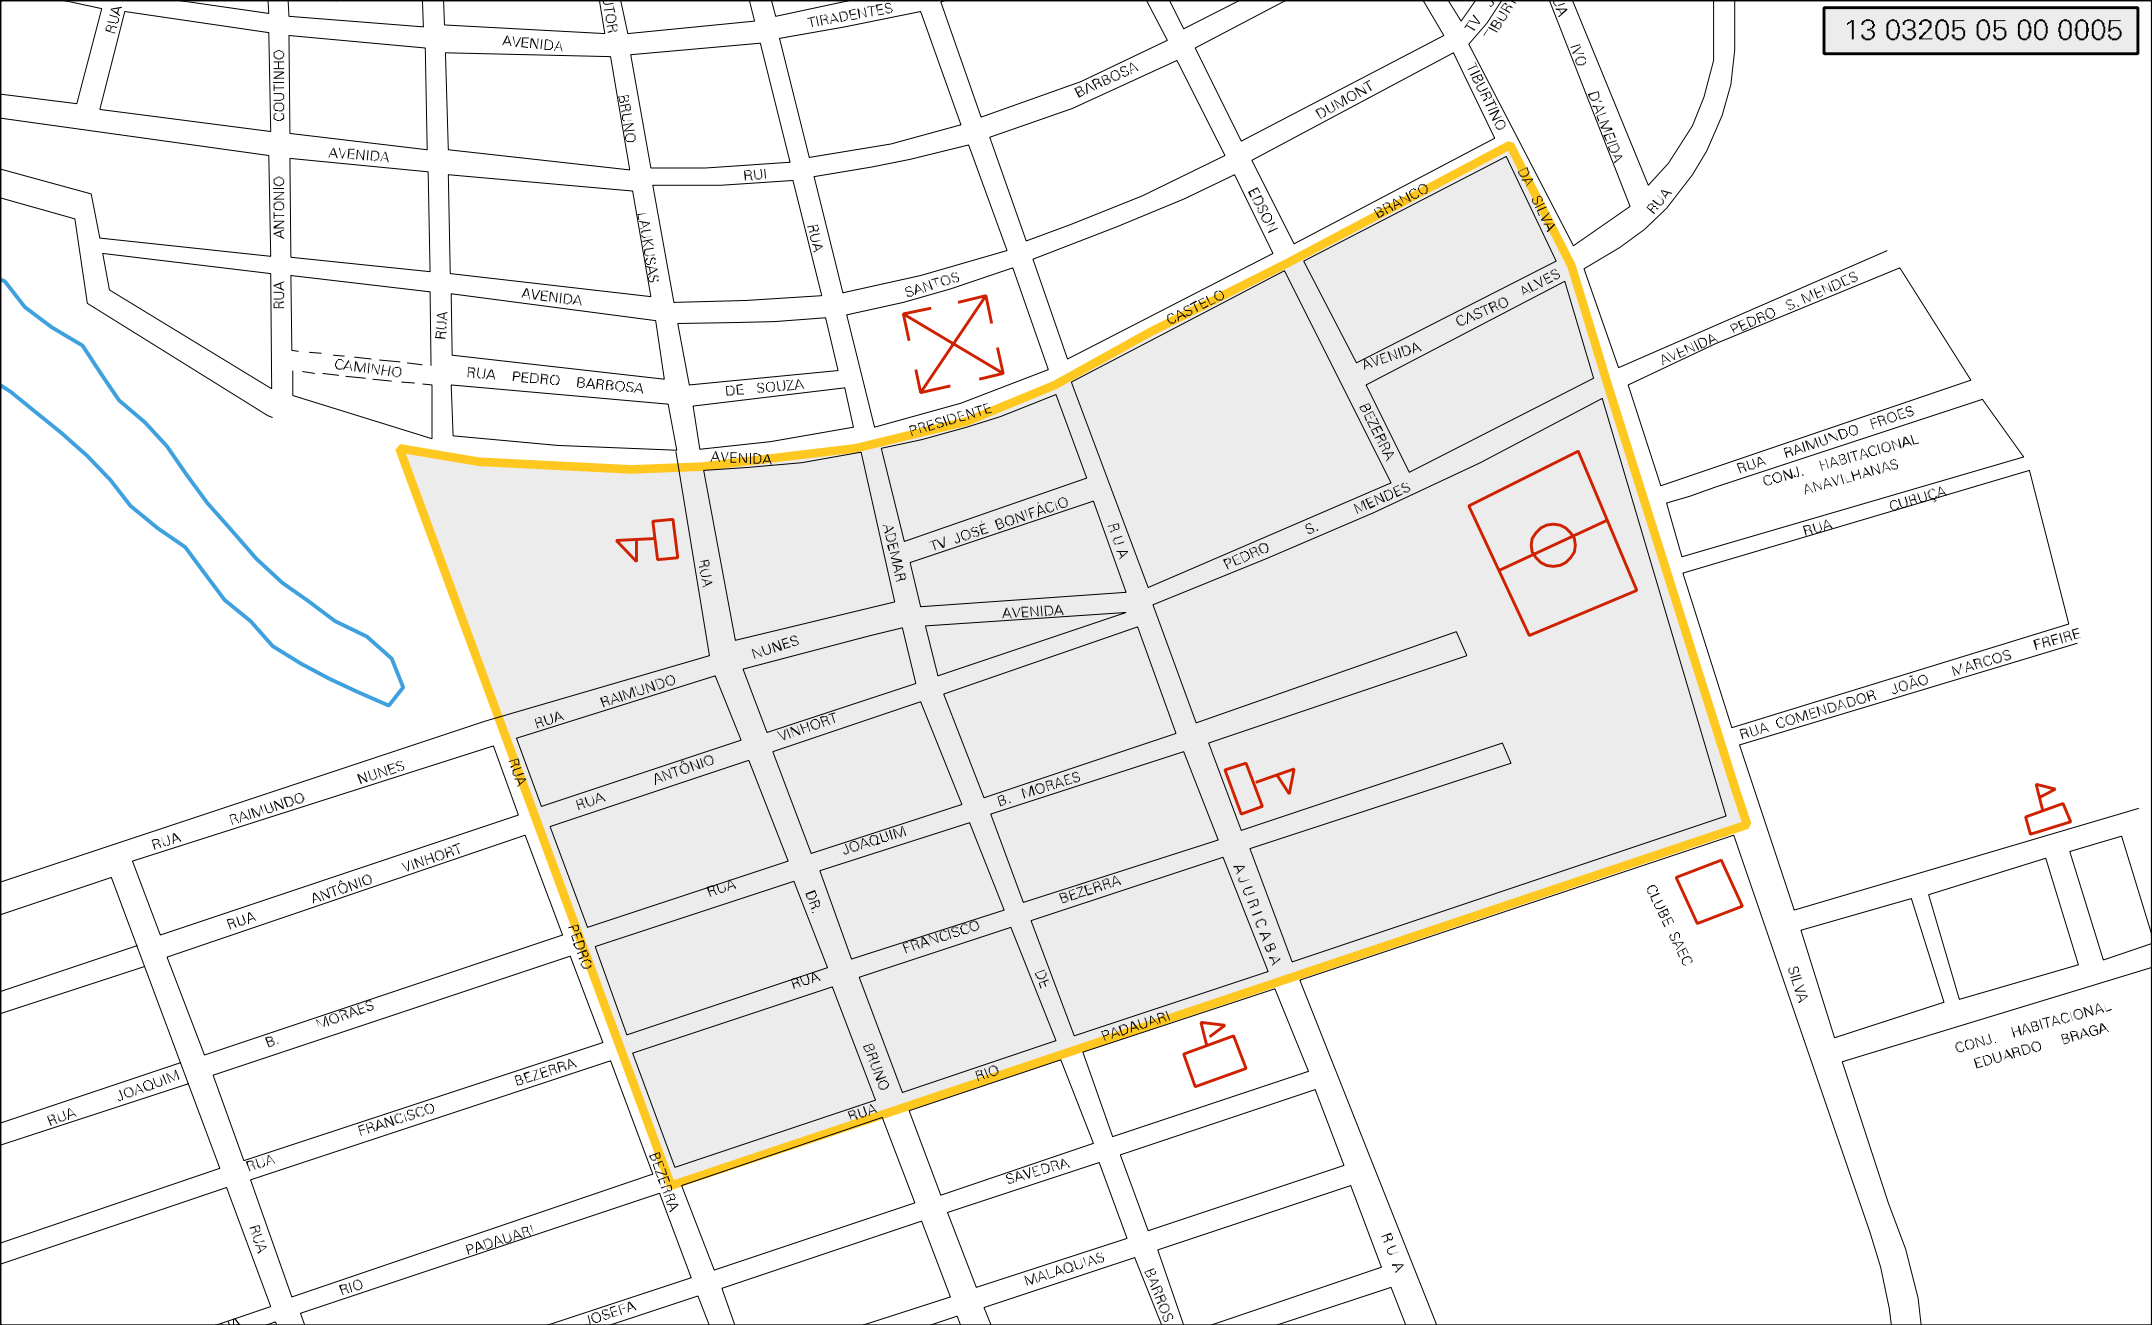 13 03205 05 00 0005
RUA
COUTINHO
AVENIDA
UTOR
TIRADENTES
BARBOSA
DUMONT
TV
TIBURTINO
IVO
D'ALMEIDA
BRUNO
AVENIDA
ANTONIO
RUI
RUA
EDSON
BRANCO
DA SILVA
RUA
LAUKUSAS
RUA
RUA
AVENIDA
SANTOS
CASTELO
CASTRO ALVES
AVENIDA
AVENIDA PEDRO S. MENDES
CAMINHO
RUA PEDRO BARBOSA
DE SOUZA
PRESIDENTE
AVENIDA
BEZERRA
RUA RAIMUNDO FROES
CONJ. HABITACIONAL
ANAVILHANAS
RUA CURUÇA
RUA
ADEMAR
TV JOSÉ BONIFÁCIO
RUA
PEDRO S. MENDES
AVENIDA
NUNES
RUA RAIMUNDO
RUA COMENDADOR JOÃO MARCOS FREIRE
VINHORT
RUA ANTÔNIO
RUA
RUA RAIMUNDO NUNES
RUA ANTÔNIO VINHORT
B. MORAES
JOAQUIM
RUA
DR.
AJURICABA
BEZERRA
FRANCISCO
RUA
DE
CLUBE SAEC
SILVA
PEDRO
B. MORAES
RUA JOAQUIM
BEZERRA
FRANCISCO
RUA
BRUNO
PADAUARI
RIO
RUA
CONJ. HABITACIONAL
EDUARDO BRAGA
BEZERRA
SAVEDRA
RUA
PADAUARI
RIO
MALAQUIAS
BARROS
RUA
JOSEFA